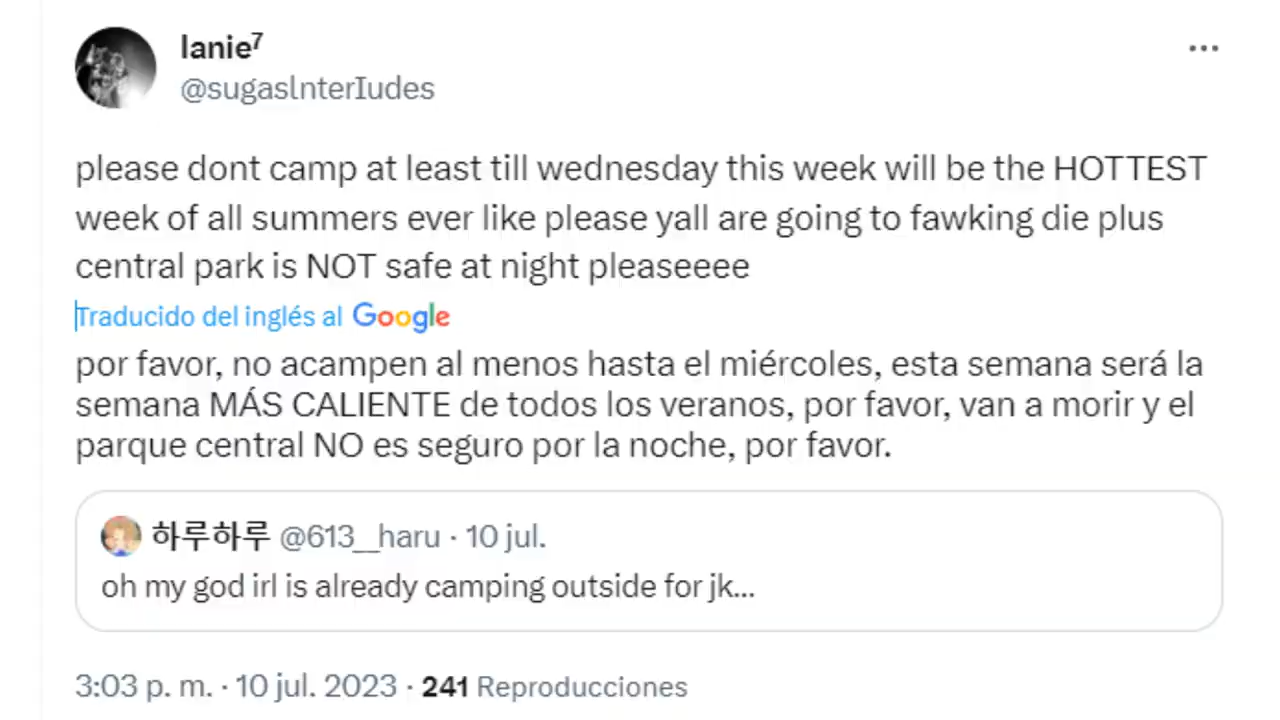 lanie⁷
@sugaslnterIudes
please dont camp at least till wednesday this week will be the HOTTEST
week of all summers ever like please yall are going to fawking die plus
central park is NOT safe at night pleaseeee
Traducido del inglés al Google
por favor, no acampen al menos hasta el miércoles, esta semana será la
semana MÁS CALIENTE de todos los veranos, por favor, van a morir y el
parque central NO es seguro por la noche, por favor.
하루하루 @613__haru · 10 jul.
oh my god irl is already camping outside for jk...
3:03 p. m. · 10 jul. 2023 · 241 Reproducciones